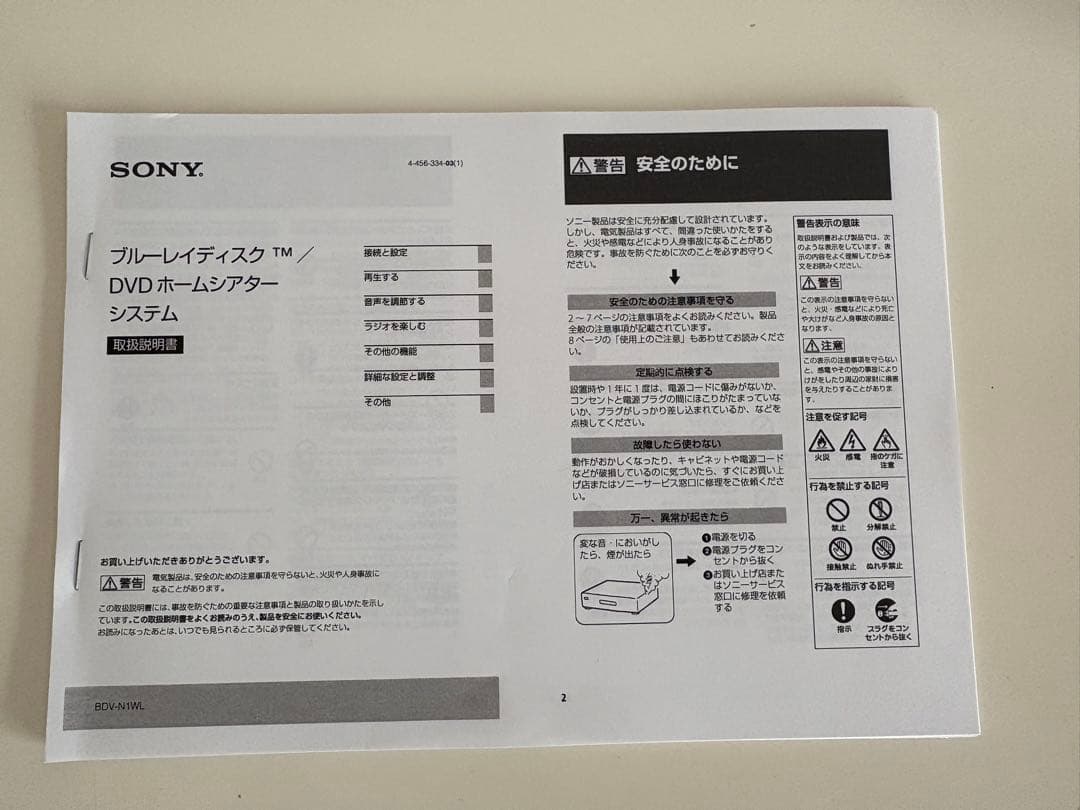 SONY®
4-456-334-03(1)
ブルーレイディスク ™／
DVD ホームシアター
システム
取扱説明書
接続と設定
再生する
音声を調節する
ラジオを楽しむ
その他の機能
詳細な設定と調整
その他
お買い上げいただきありがとうございます。
警告
電気製品は、安全のための注意事項を守らないと、火災や人身事故に
なることがあります。
この取扱説明書には、事故を防ぐための重要な注意事項と製品の取り扱いかたを示し
ています。この取扱説明書をよくお読みのうえ、製品を安全にお使いください。
お読みになったあとは、いつでも見られるところに必ず保管してください。
BDV-N1WL
警告 安全のために
ソニー製品は安全に充分配慮して設計されています。
しかし、電気製品はすべて、間違った使いかたをする
と、火災や感電などにより人身事故になることがあり
危険です。事故を防ぐために次のことを必ずお守りく
ださい。
安全のための注意事項を守る
2～7ページの注意事項をよくお読みください。製品
全般の注意事項が記載されています。
8ページの「使用上のご注意」もあわせてお読みくださ
い。
定期的に点検する
設置時や1年に1度は、電源コードに傷みがないか、
コンセントと電源プラグの間にほこりがたまっていな
いか、プラグがしっかり差し込まれているか、などを
点検してください。
故障したら使わない
動作がおかしくなったり、キャビネットや電源コード
などが破損しているのに気づいたら、すぐにお買い上
げ店またはソニーサービス窓口に修理をご依頼くださ
い。
万一、異常が起きたら
変な音・においがし
たら、煙が出たら
❶電源を切る
❷電源プラグをコン
セントから抜く
❸お買い上げ店また
はソニーサービス
窓口に修理を依頼
する
警告表示の意味
取扱説明書および製品では、次
のような表示をしています。表
示の内容をよく理解してから本
文をお読みください。
警告
この表示の注意事項を守らない
と、火災・感電などにより死亡
や大けがなど人身事故の原因と
なります。
注意
この表示の注意事項を守らない
と、感電やその他の事故により
けがをしたり周辺の家財に損害
を与えたりすることがありま
す。
注意を促す記号
火災
感電
指のケガに
注意
行為を禁止する記号
禁止
分解禁止
接触禁止
ぬれ手禁止
行為を指示する記号
指示
プラグをコン
セントから抜く
2